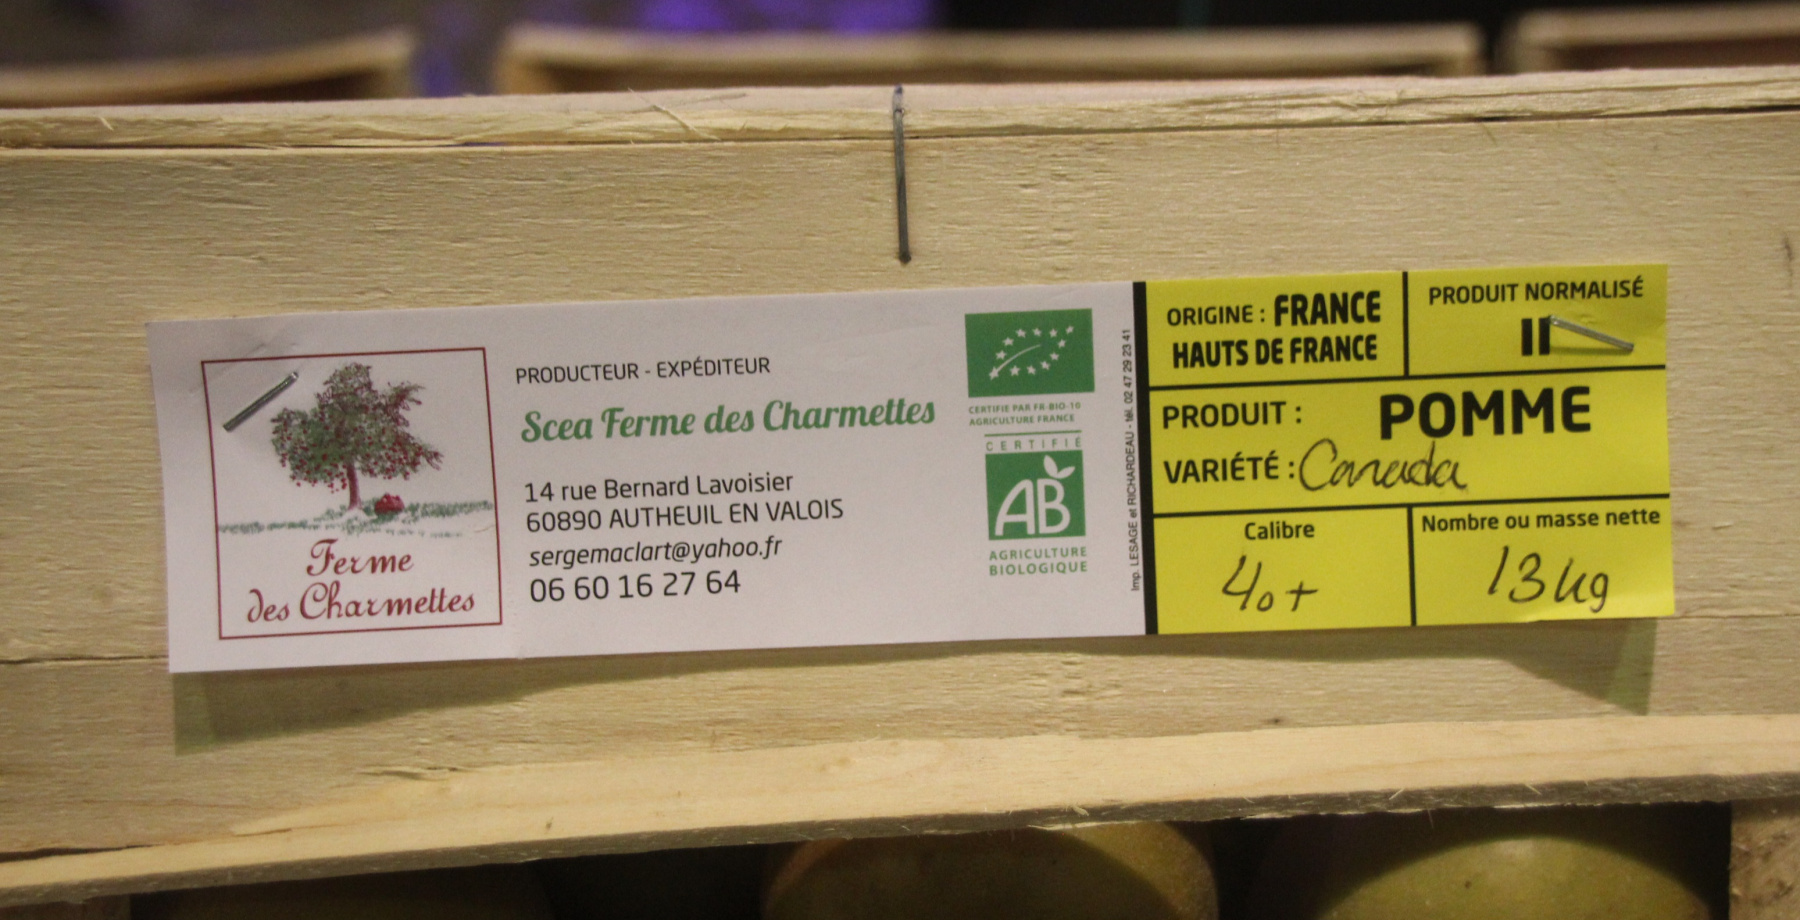 Ferme
des Charmettes
PRODUCTEUR - EXPÉDITEUR
Scea Ferme des Charmettes
14 rue Bernard Lavoisier
60890 AUTHEUIL EN VALOIS
sergemaclart@yahoo.fr
06 60 16 27 64
CERTIFIÉ PAR FR-BIO-10
AGRICULTURE FRANCE
CERTIFIÉ
AB
AGRICULTURE
BIOLOGIQUE
Imp. LESAGE et RICHARDEAU - tél. 02 47 29 23 41
ORIGINE : FRANCE
HAUTS DE FRANCE
PRODUIT NORMALISÉ
II
PRODUIT : POMME
VARIÉTÉ : Canada
Calibre
40+
Nombre ou masse nette
13 kg